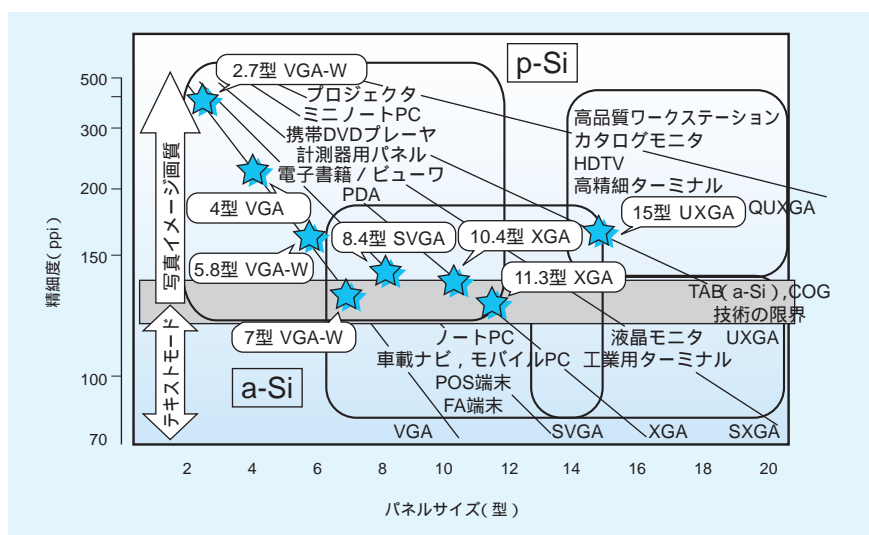 p-Si
2.7型 VGA-W
プロジェクタ
ミニノートPC
携帯DVDプレーヤ
計測器用パネル
電子書籍 / ビューワ
PDA
高品質ワークステーション
カタログモニタ
HDTV
高精細ターミナル
QUXGA
15型 UXGA
4型 VGA
5.8型 VGA-W
8.4型 SVGA
10.4型 XGA
11.3型 XGA
7型 VGA-W
TAB(a-Si),COG
技術の限界
ノートPC
車載ナビ,モバイルPC
POS端末
FA端末
液晶モニタ
工業用ターミナル
UXGA
a-Si
VGA
SVGA
XGA
SXGA
写真イメージ画質
テキストモード
精細度(ppi)
500
300
200
150
100
70
2 4 6 8 10 12 14 16 18 20
パネルサイズ(型)